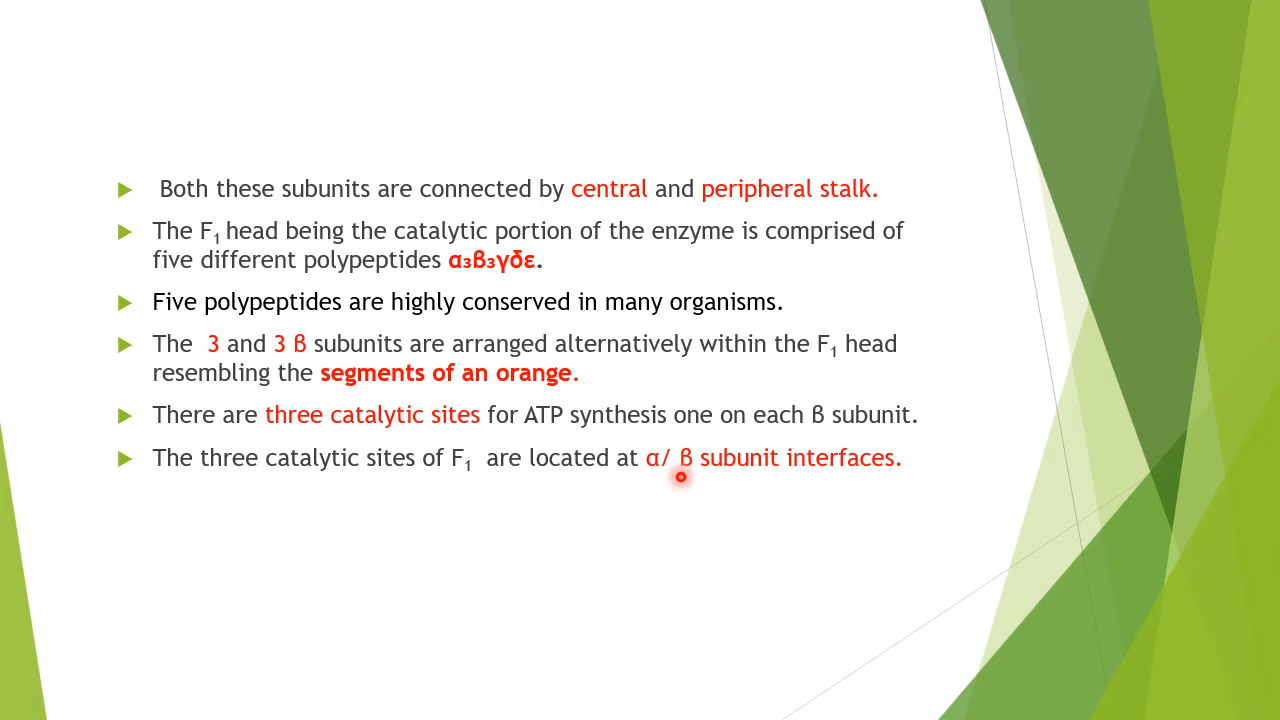 Both these subunits are connected by central and peripheral stalk.
The F₁ head being the catalytic portion of the enzyme is comprised of
five different polypeptides α₃β₃γδε.
Five polypeptides are highly conserved in many organisms.
The 3 and 3 β subunits are arranged alternatively within the F₁ head
resembling the segments of an orange.
There are three catalytic sites for ATP synthesis one on each β subunit.
The three catalytic sites of F₁ are located at α/ β subunit interfaces.